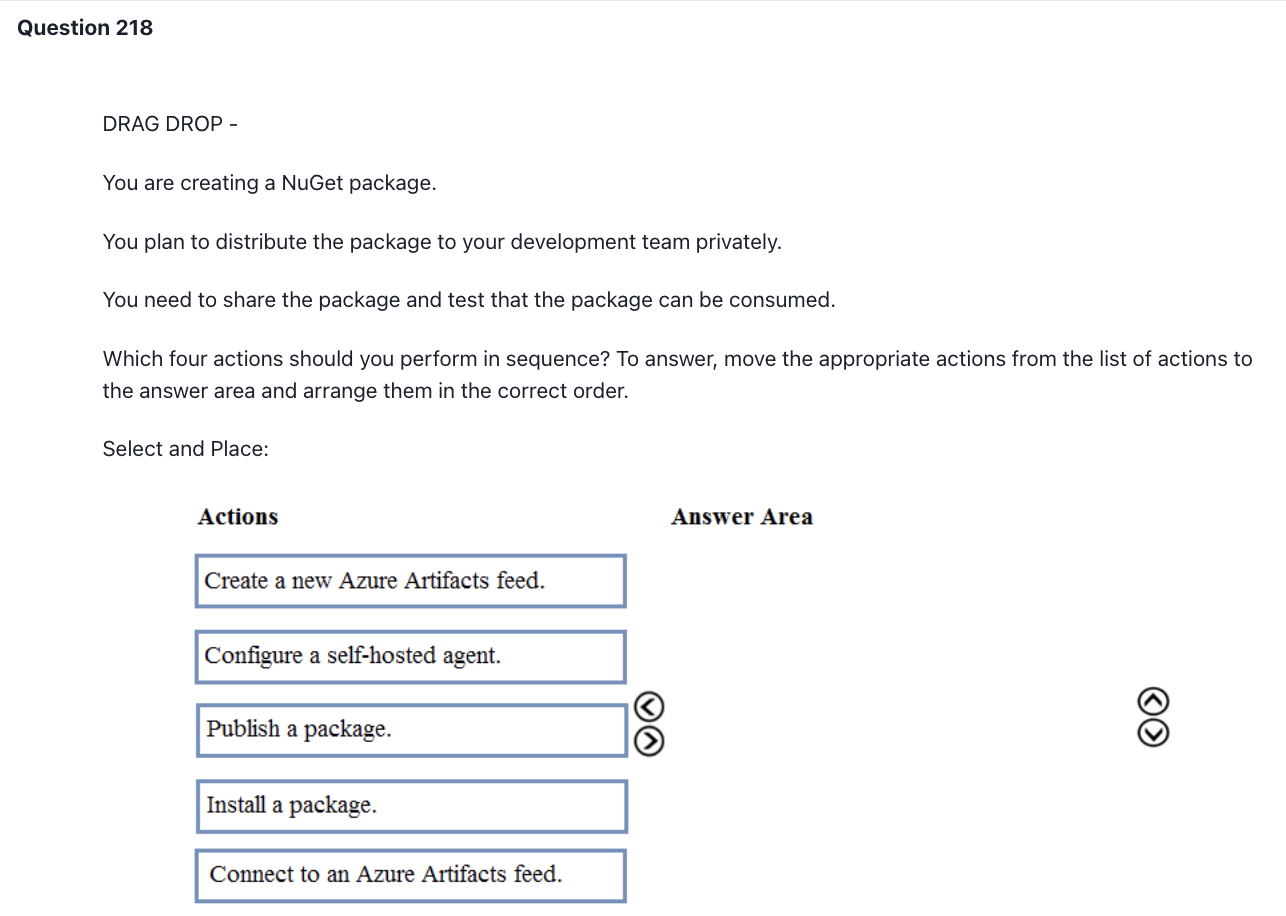 Question 218
DRAG DROP -
You are creating a NuGet package.
You plan to distribute the package to your development team privately.
You need to share the package and test that the package can be consumed.
Which four actions should you perform in sequence? To answer, move the appropriate actions from the list of actions to
the answer area and arrange them in the correct order.
Select and Place:
Actions
Answer Area
Create a new Azure Artifacts feed.
Configure a self-hosted agent.
Publish a package.
Install a package.
Connect to an Azure Artifacts feed.